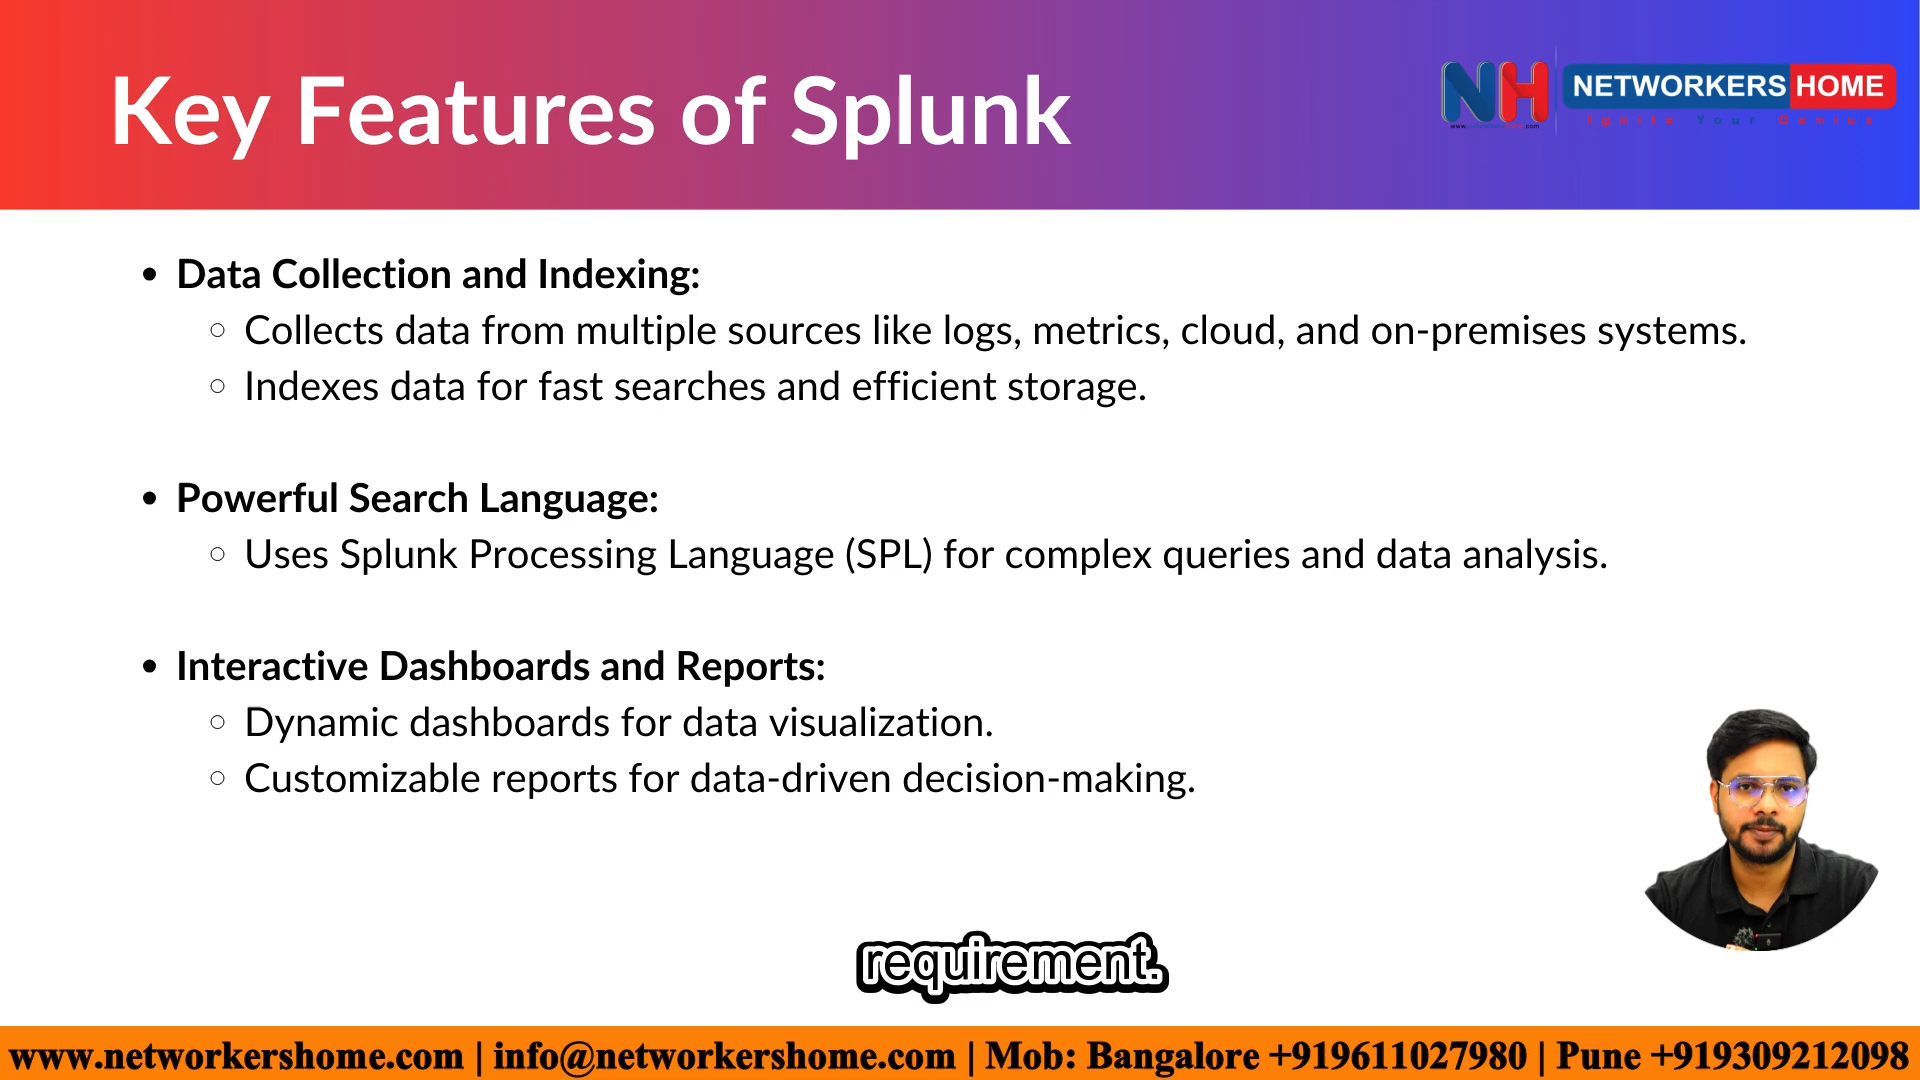 Key Features of Splunk
NH
NETWORKERS HOME
Ignite Your Genius
• Data Collection and Indexing:
○ Collects data from multiple sources like logs, metrics, cloud, and on-premises systems.
○ Indexes data for fast searches and efficient storage.
• Powerful Search Language:
○ Uses Splunk Processing Language (SPL) for complex queries and data analysis.
• Interactive Dashboards and Reports:
○ Dynamic dashboards for data visualization.
○ Customizable reports for data-driven decision-making.
requirement.
www.networkershome.com | info@networkershome.com | Mob: Bangalore +919611027980 | Pune +919309212098